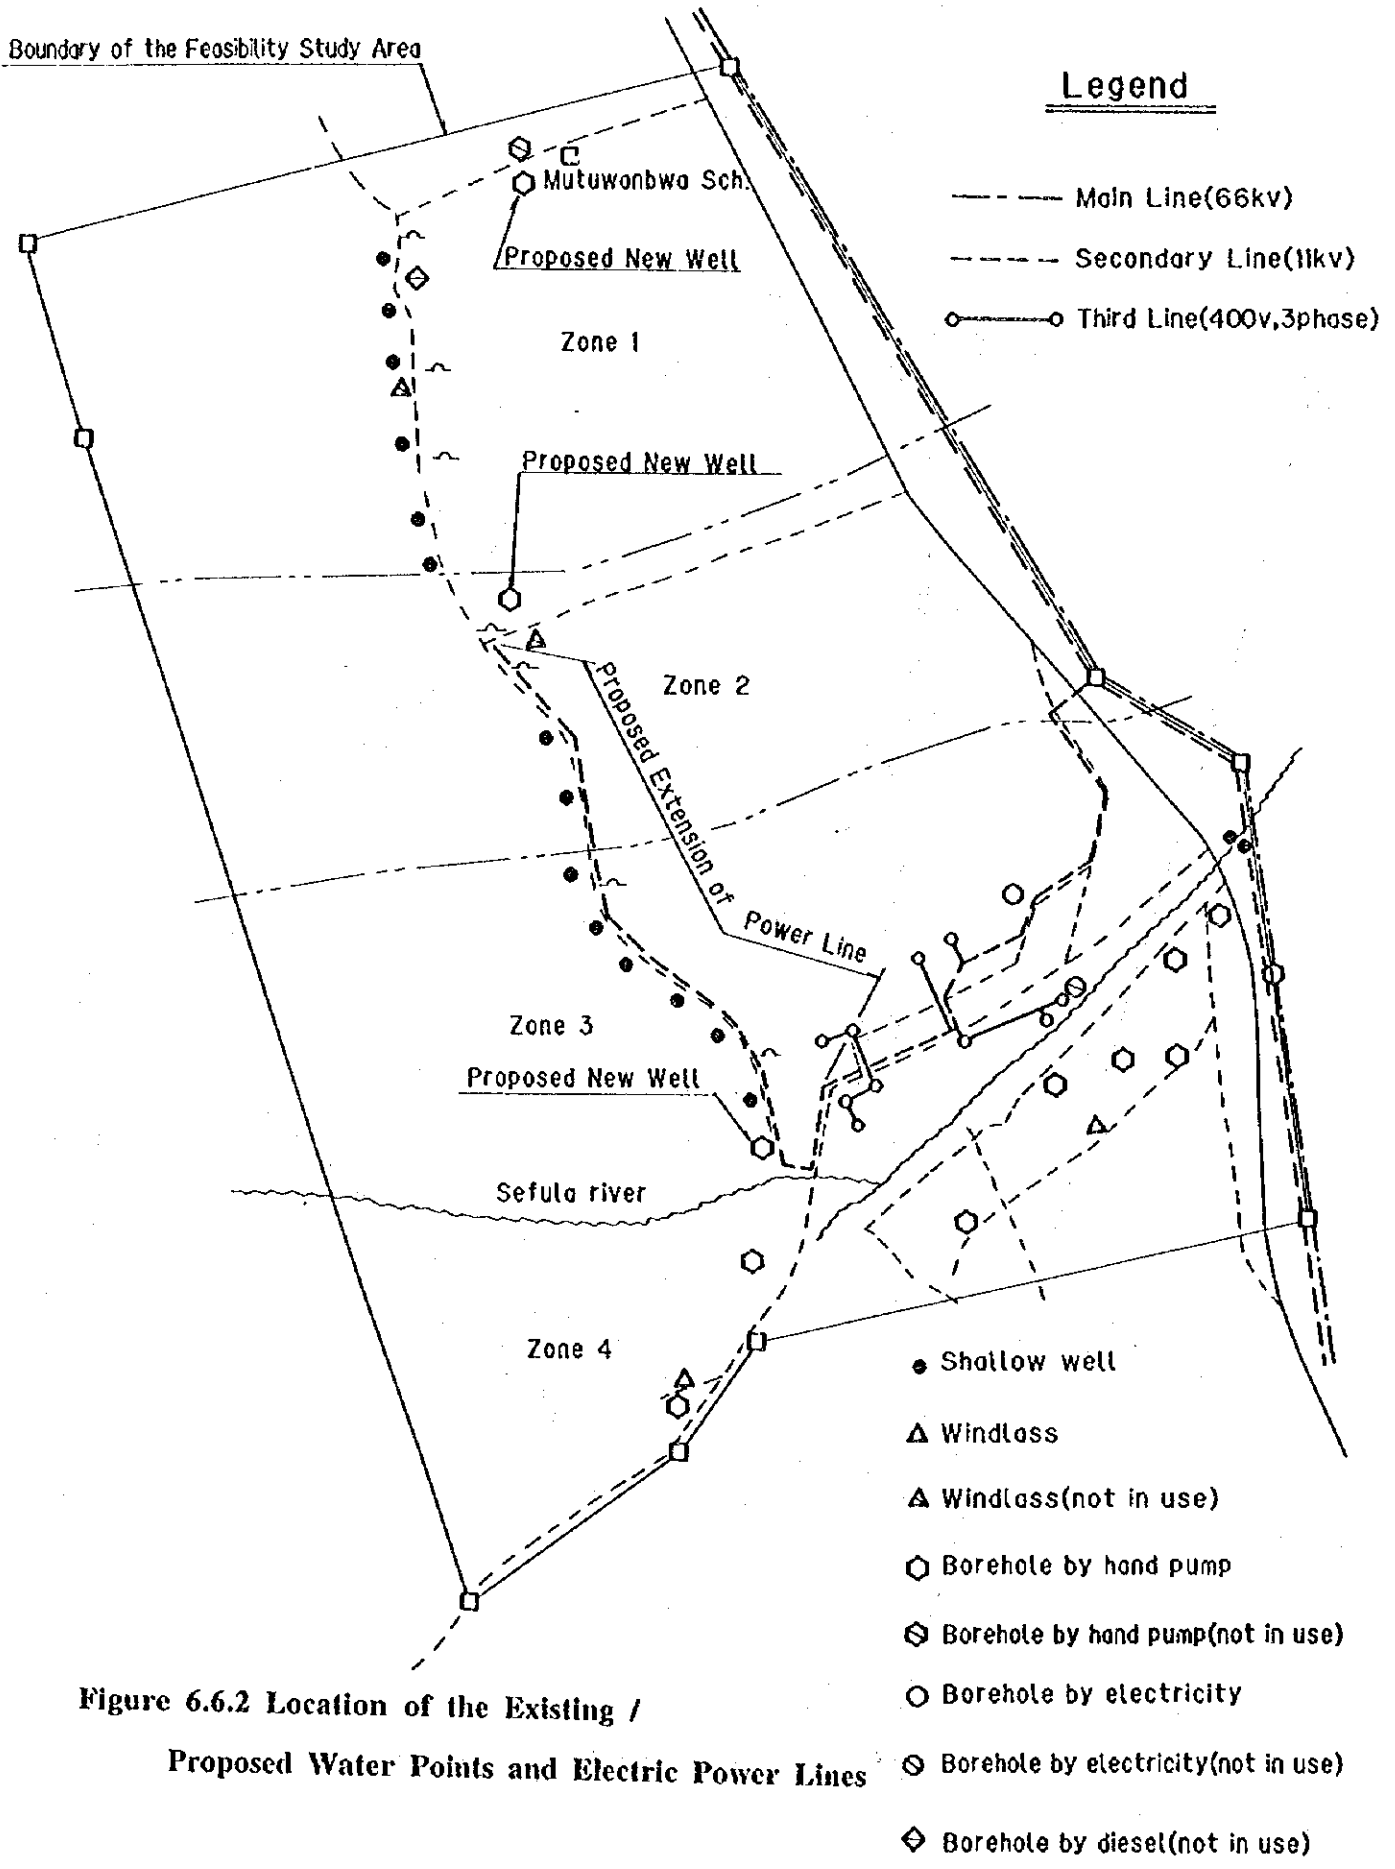 Boundary of the Feasibility Study Area
Legend
Main Line(66kv)
Secondary Line(11kv)
Third Line(400v,3phase)
Mutuwonbwa Sch.
Proposed New Well
Zone 1
Proposed New Well
Zone 2
Proposed Extension of
Power Line
Zone 3
Proposed New Well
Sefula river
Zone 4
Shallow well
Windlass
Windlass(not in use)
Borehole by hand pump
Borehole by hand pump(not in use)
Borehole by electricity
Borehole by electricity(not in use)
Borehole by diesel(not in use)
Figure 6.6.2 Location of the Existing /
Proposed Water Points and Electric Power Lines